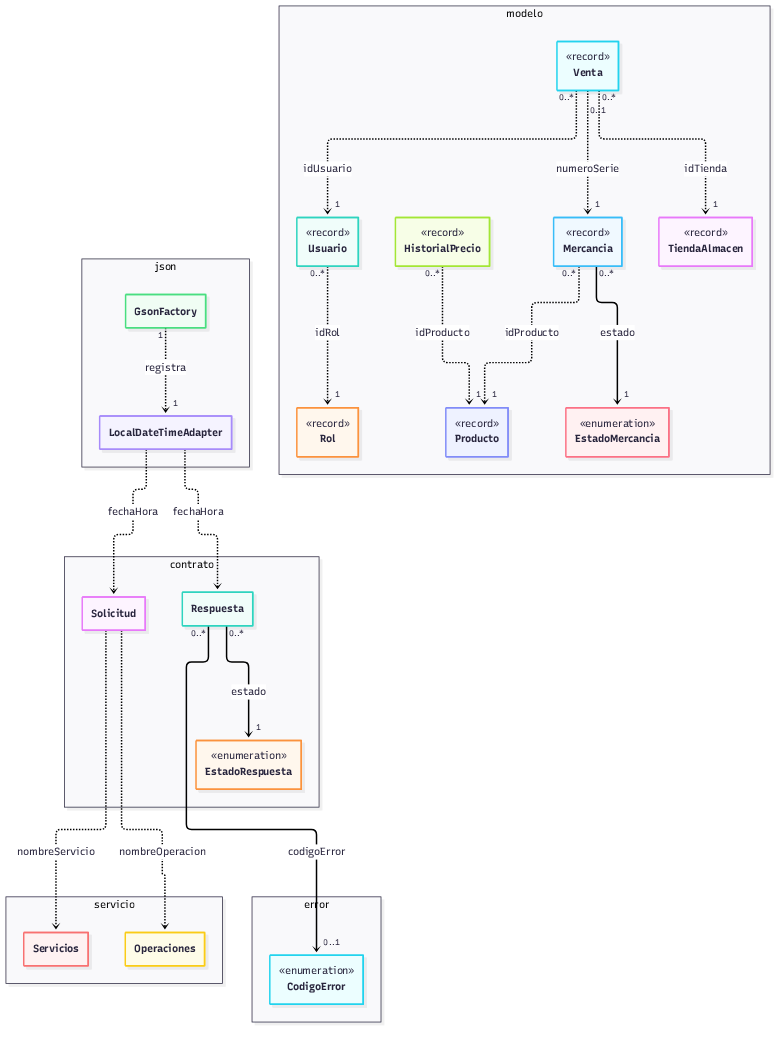 modelo
«record»
Venta
0..*
0..1
0..*
idUsuario
numeroSerie
idTienda
1
1
1
«record»
Usuario
«record»
HistorialPrecio
«record»
Mercancia
«record»
TiendaAlmacen
0..*
0..*
0..*
0..*
idRol
idProducto
idProducto
estado
1
1
1
1
«record»
Rol
«record»
Producto
«enumeration»
EstadoMercancia
json
GsonFactory
1
registra
1
LocalDateTimeAdapter
fechaHora
fechaHora
contrato
Solicitud
Respuesta
0..*
0..*
estado
1
«enumeration»
EstadoRespuesta
nombreServicio
nombreOperacion
codigoError
servicio
Servicios
Operaciones
error
0..1
«enumeration»
CodigoError